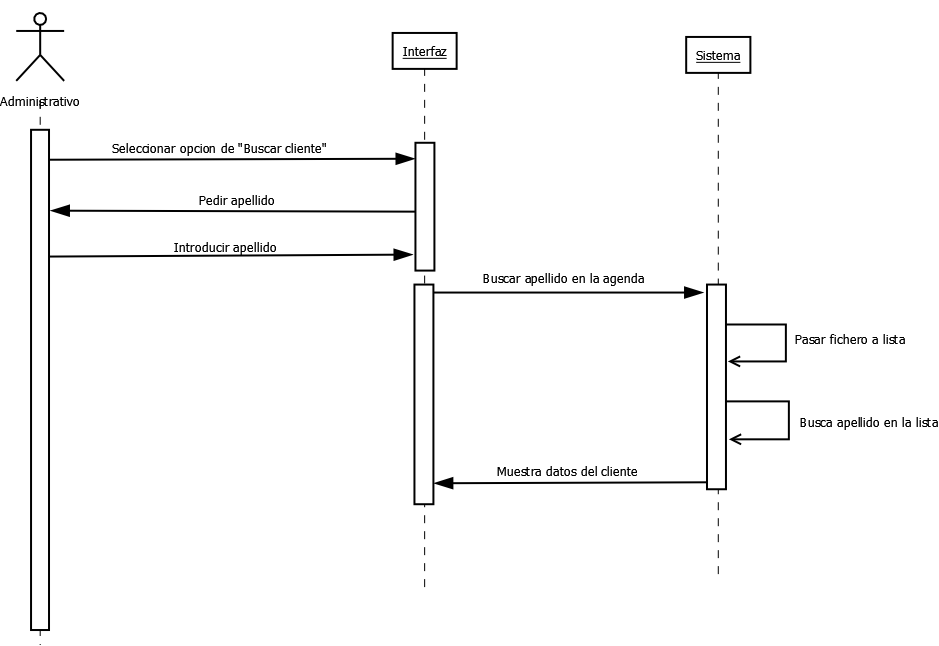 Interfaz
Sistema
Administrativo
Seleccionar opcion de "Buscar cliente"
Pedir apellido
Introducir apellido
Buscar apellido en la agenda
Pasar fichero a lista
Busca apellido en la lista
Muestra datos del cliente